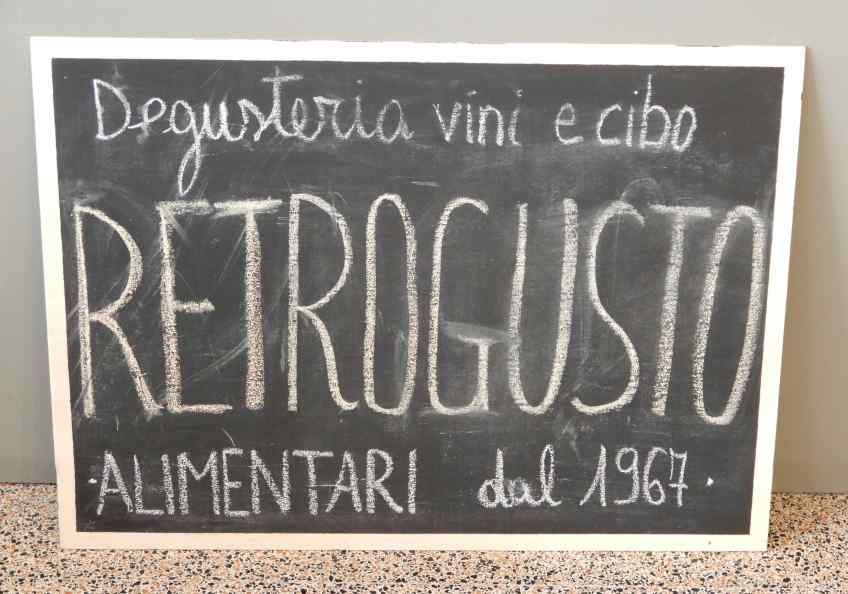 Degusteria vini e cibo
RETROGUSTO
·ALIMENTARI dal 1967·